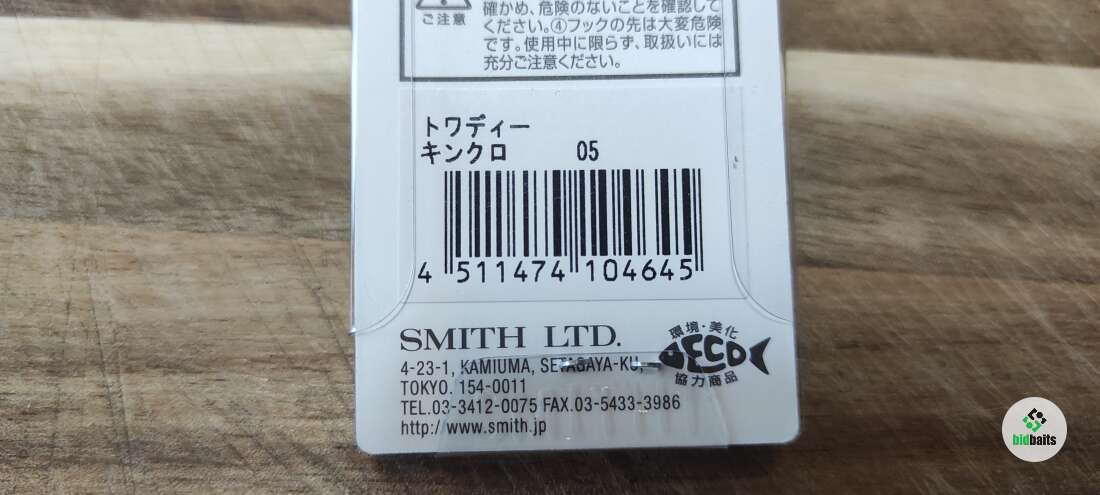 ご注意
確かめ、危険のないことを確認して
ください。④フックの先は大変危険
です。使用中に限らず、取扱いには
充分ご注意ください。
トワディー
キンクロ 05
4 511474 104645
SMITH LTD.
環境・美化
ECO
協力商品
4-23-1, KAMIUMA, SETAGAYA-KU,
TOKYO. 154-0011
TEL.03-3412-0075 FAX.03-5433-3986
http://www.smith.jp
bidbaits